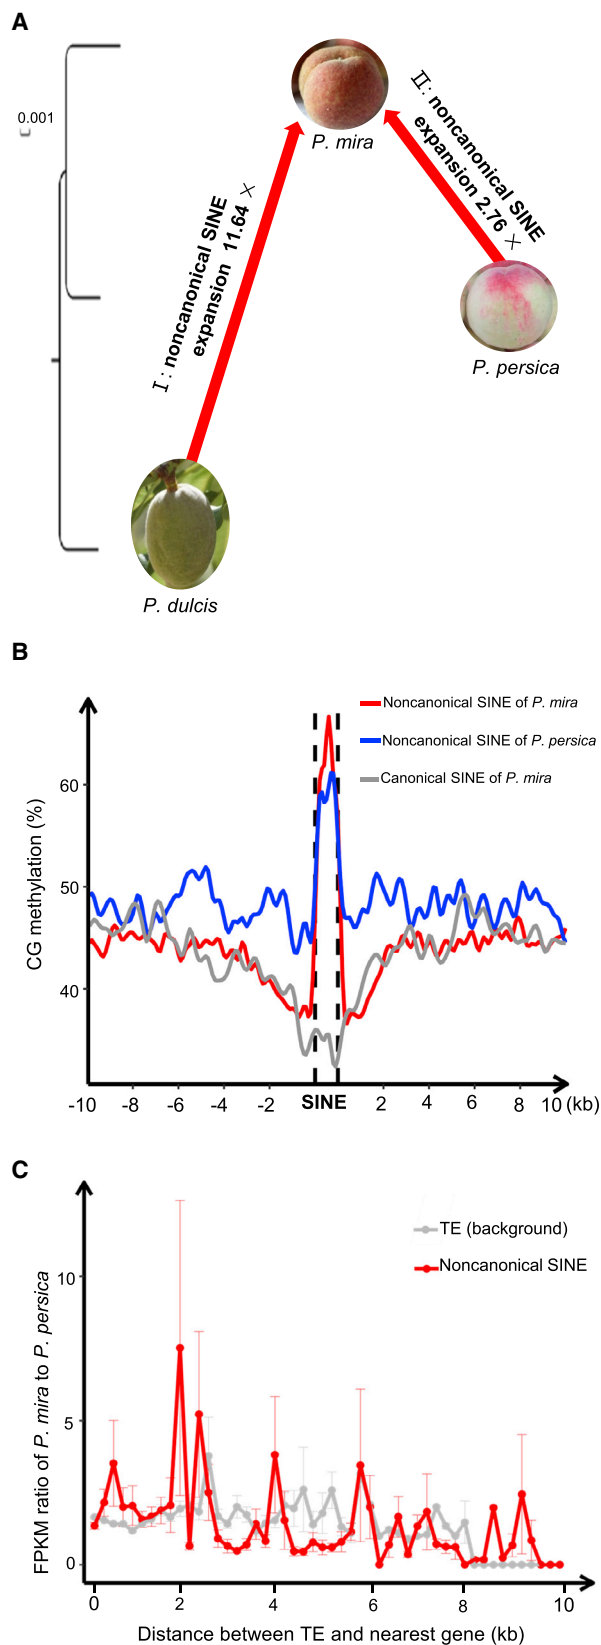 A
0.001
P. mira
I: noncanonical SINE
expansion 11.64 ×
II: noncanonical SINE
expansion 2.76 ×
P. persica
P. dulcis
B
Noncanonical SINE of P. mira
Noncanonical SINE of P. persica
Canonical SINE of P. mira
CG methylation (%)
60
50
40
-10 -8 -6 -4 -2 SINE 2 4 6 8 10 (kb)
C
TE (background)
Noncanonical SINE
FPKM ratio of P. mira to P. persica
10
5
0
0 2 4 6 8 10
Distance between TE and nearest gene (kb)